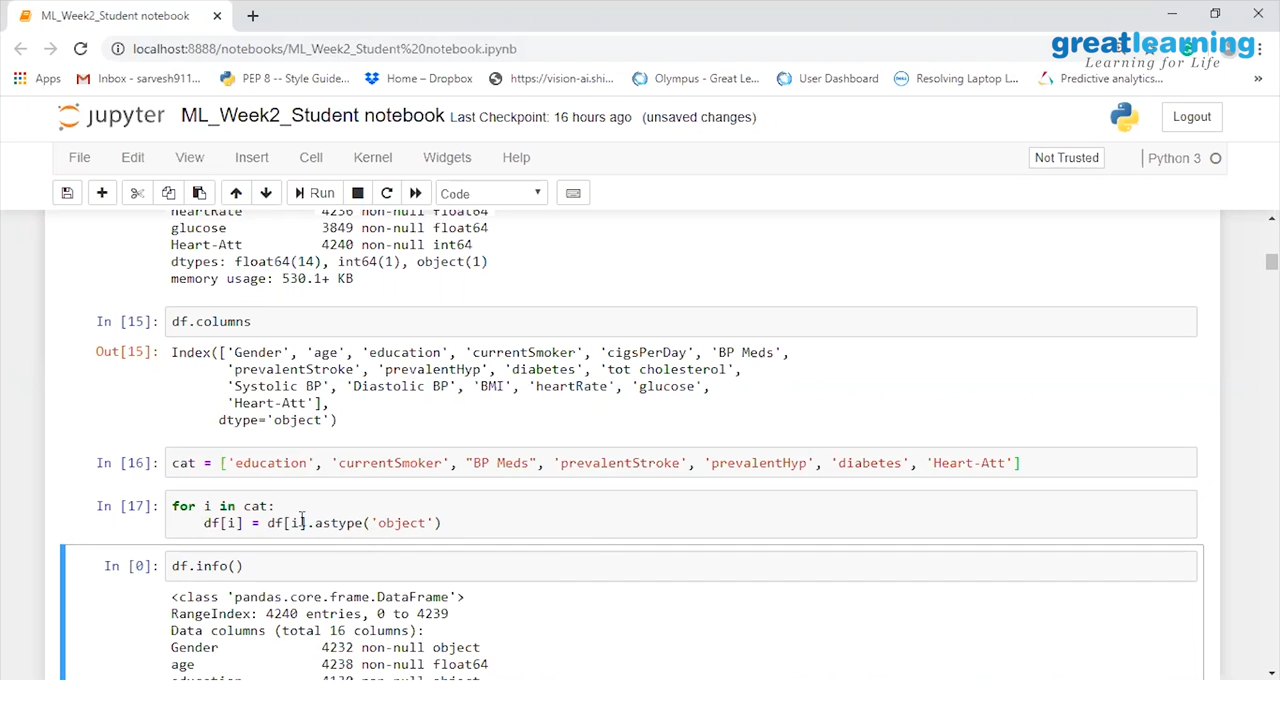 ML_Week2_Student notebook
localhost:8888/notebooks/ML_Week2_Student%20notebook.ipynb
greatlearning
Learning for Life
Apps Inbox - sarvesh911... PEP 8 -- Style Guide... Home – Dropbox https://vision-ai.shi... Olympus - Great Le... User Dashboard Resolving Laptop L... Predictive analytics... »
jupyter ML_Week2_Student notebook Last Checkpoint: 16 hours ago (unsaved changes) Logout
File Edit View Insert Cell Kernel Widgets Help Not Trusted Python 3
Run Code
heartRate 4236 non-null float64
glucose 3849 non-null float64
Heart-Att 4240 non-null int64
dtypes: float64(14), int64(1), object(1)
memory usage: 530.1+ KB
In [15]: df.columns
Out[15]: Index(['Gender', 'age', 'education', 'currentSmoker', 'cigsPerDay', 'BP Meds',
'prevalentStroke', 'prevalentHyp', 'diabetes', 'tot cholesterol',
'Systolic BP', 'Diastolic BP', 'BMI', 'heartRate', 'glucose',
'Heart-Att'],
dtype='object')
In [16]: cat = ['education', 'currentSmoker', "BP Meds", 'prevalentStroke', 'prevalentHyp', 'diabetes', 'Heart-Att']
In [17]: for i in cat:
df[i] = df[i].astype('object')
In [0]: df.info()
<class 'pandas.core.frame.DataFrame'>
RangeIndex: 4240 entries, 0 to 4239
Data columns (total 16 columns):
Gender 4232 non-null object
age 4238 non-null float64